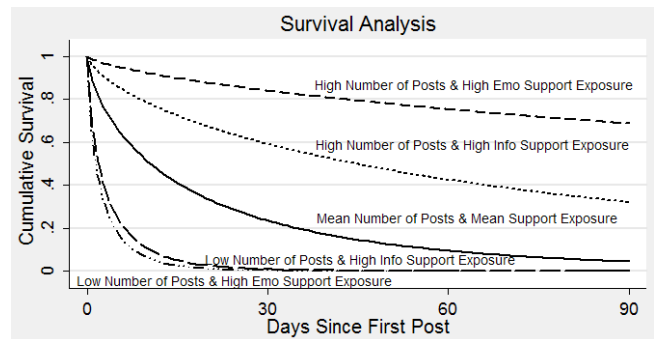 Survival Analysis
1
.8
.6
.4
.2
0
Cumulative Survival
High Number of Posts & High Emo Support Exposure
High Number of Posts & High Info Support Exposure
Mean Number of Posts & Mean Support Exposure
Low Number of Posts & High Info Support Exposure
Low Number of Posts & High Emo Support Exposure
0 30 60 90
Days Since First Post